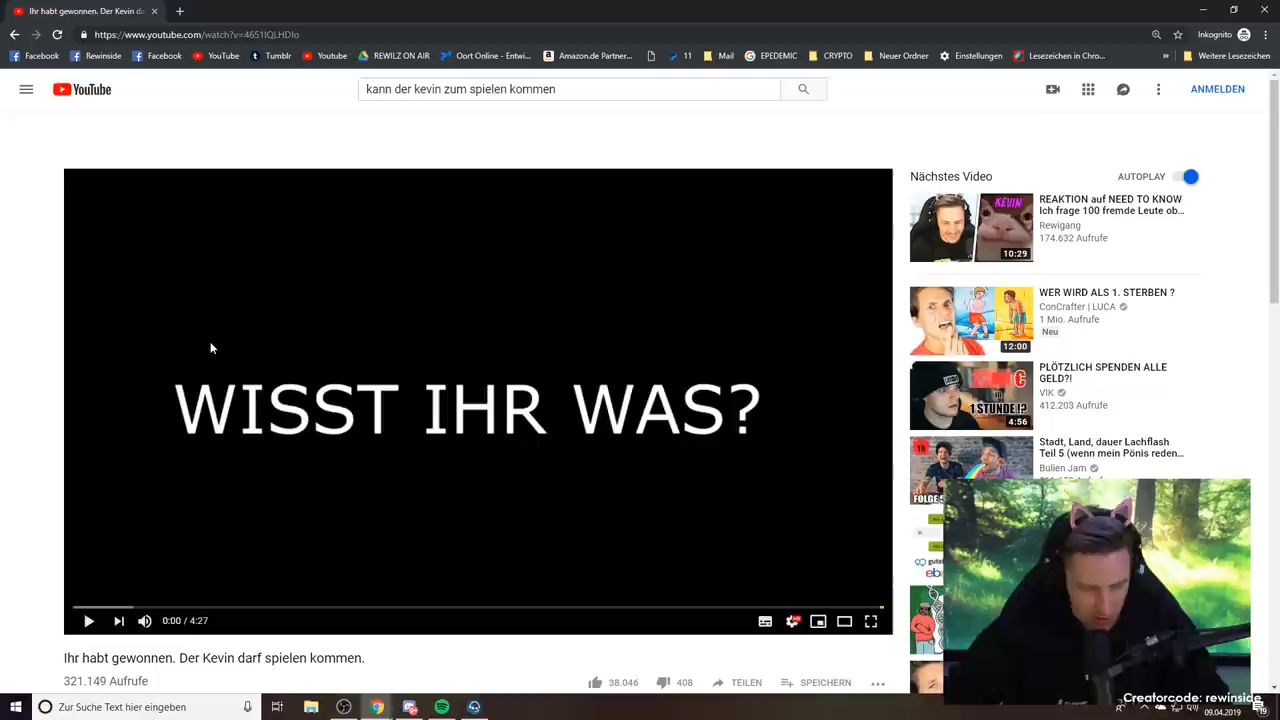 Ihr habt gewonnen. Der Kevin da
https://www.youtube.com/watch?v=4651IQLHDIo
Inkognito
Facebook Rewinside Facebook YouTube Tumblr Youtube REWILZ ON AIR Oort Online - Entwi... Amazon.de Partner... 11 Mail EPEDEMIC CRYPTO Neuer Ordner Einstellungen Lesezeichen in Chro... » Weitere Lesezeichen
YouTube
kann der kevin zum spielen kommen
ANMELDEN
WISST IHR WAS?
0:00 / 4:27
Ihr habt gewonnen. Der Kevin darf spielen kommen.
321.149 Aufrufe
38.046 408 TEILEN SPEICHERN
Nächstes Video AUTOPLAY
KEVIN
10:29
REAKTION auf NEED TO KNOW
Ich frage 100 fremde Leute ob...
Rewigang
174.632 Aufrufe
12:00
WER WIRD ALS 1. STERBEN ?
ConCrafter | LUCA
1 Mio. Aufrufe
Neu
€
1 STUNDE!?
4:56
PLÖTZLICH SPENDEN ALLE
GELD?!
VIK
412.203 Aufrufe
18
FOLGE
Stadt, Land, dauer Lachflash
Teil 5 (wenn mein Pönis reden...
Bulien Jam
Creatorcode: rewinside
Zur Suche Text hier eingeben
09.04.2019
19